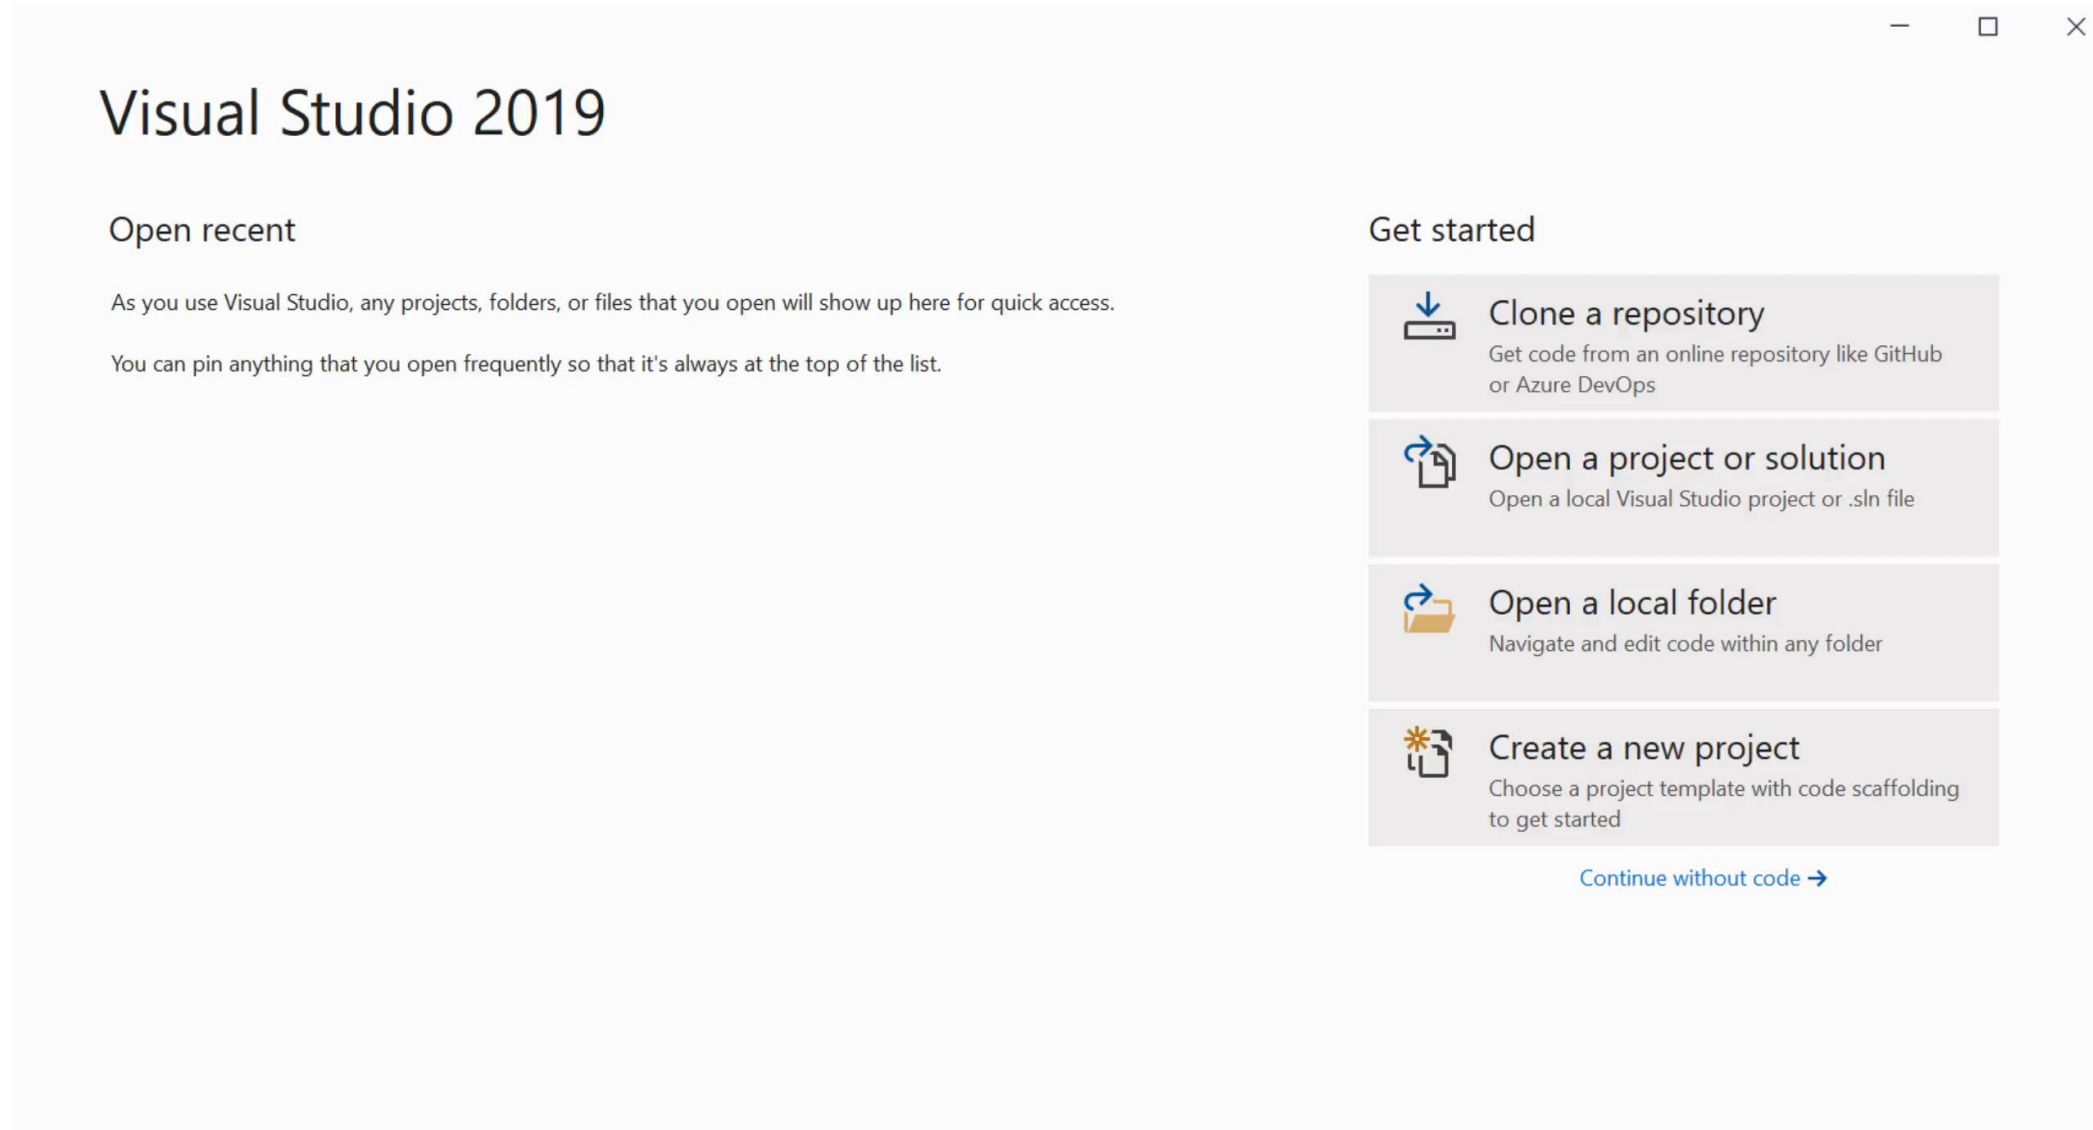 Visual Studio 2019
Open recent
As you use Visual Studio, any projects, folders, or files that you open will show up here for quick access.
You can pin anything that you open frequently so that it's always at the top of the list.
Get started
Clone a repository
Get code from an online repository like GitHub
or Azure DevOps
Open a project or solution
Open a local Visual Studio project or .sln file
Open a local folder
Navigate and edit code within any folder
Create a new project
Choose a project template with code scaffolding
to get started
Continue without code →